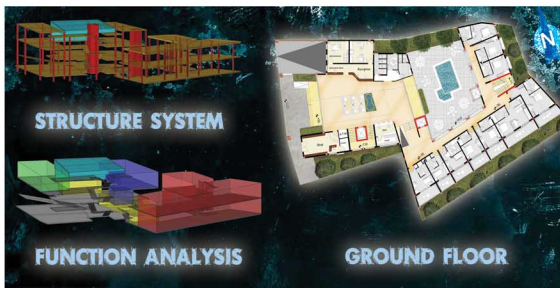 STRUCTURE SYSTEM
FUNCTION ANALYSIS
GROUND FLOOR
N